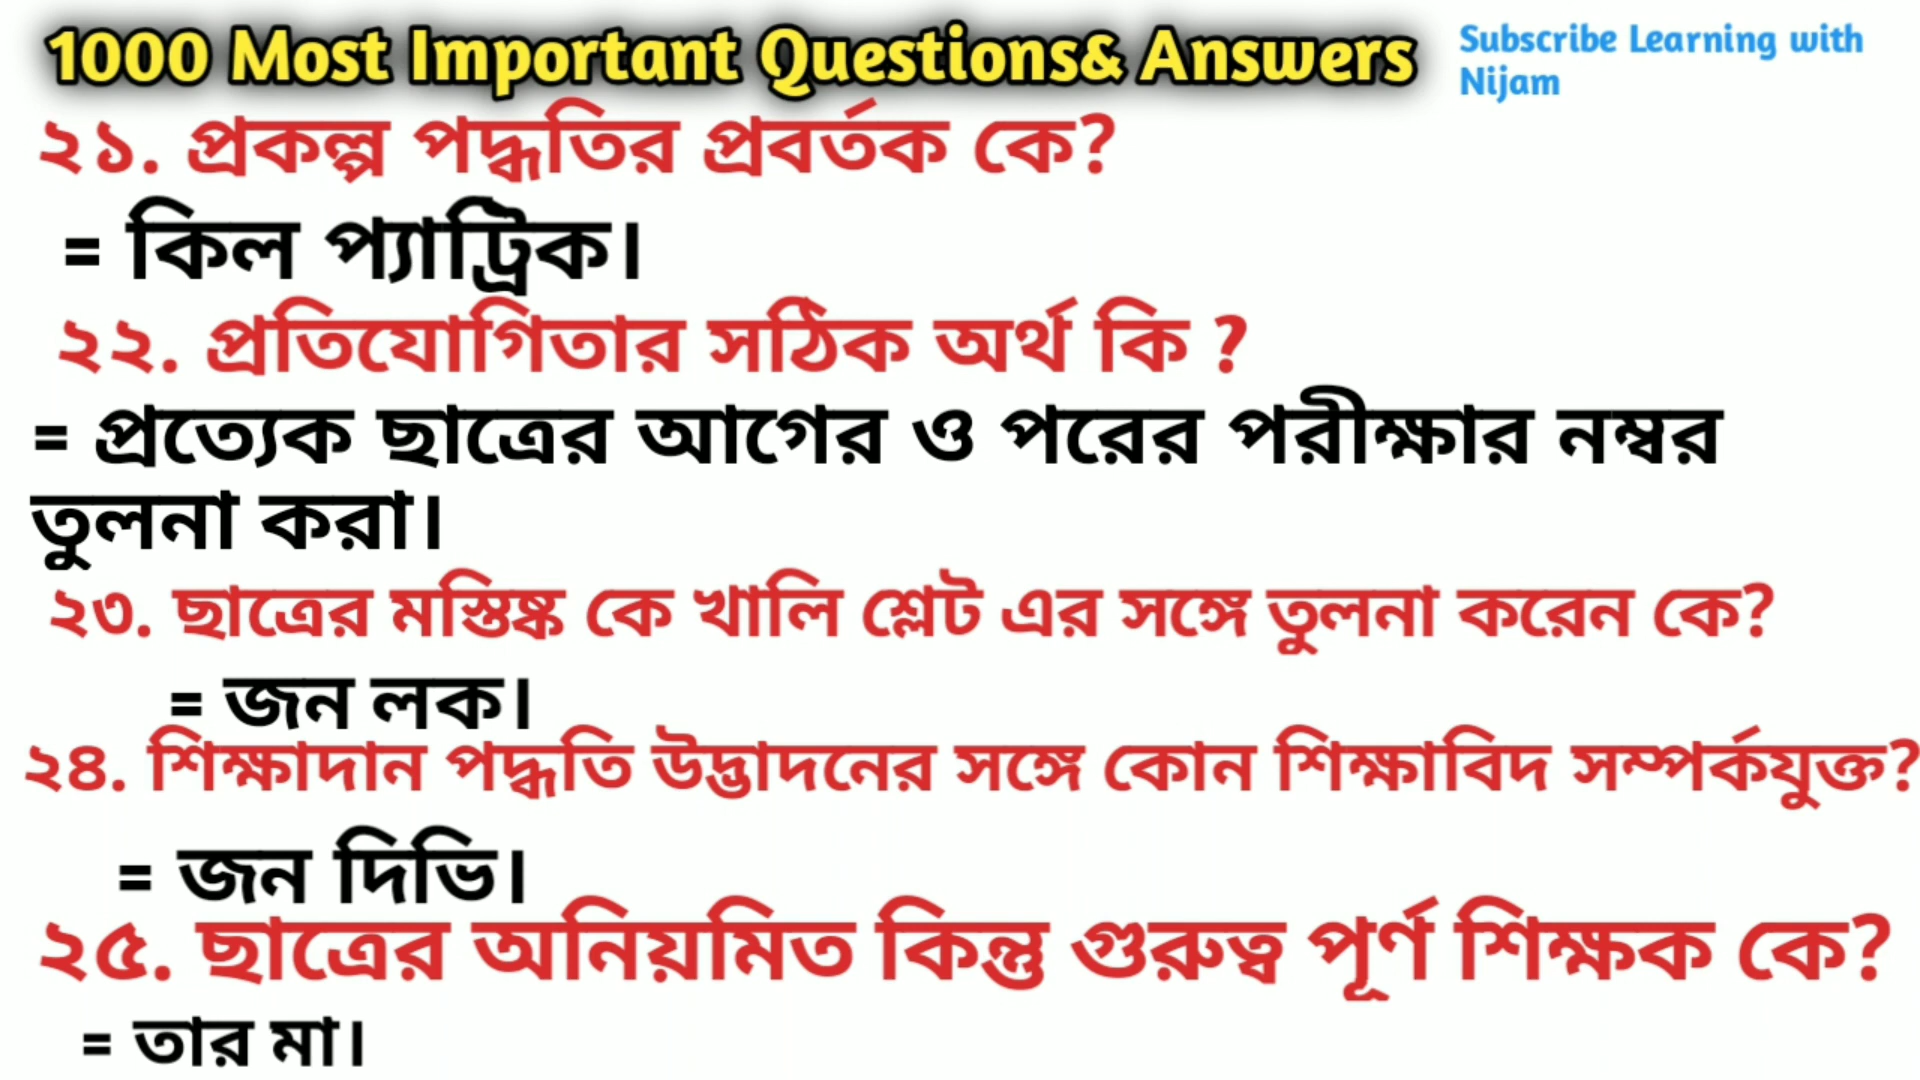 1000 Most Important Questions& Answers
Subscribe Learning with
Nijam
২১. প্রকল্প পদ্ধতির প্রবর্তক কে?
= কিল প্যাট্রিক।
২২. প্রতিযোগিতার সঠিক অর্থ কি ?
= প্রত্যেক ছাত্রের আগের ও পরের পরীক্ষার নম্বর
তুলনা করা।
২৩. ছাত্রের মস্তিষ্ক কে খালি শ্লেট এর সঙ্গে তুলনা করেন কে?
= জন লক।
২৪. শিক্ষাদান পদ্ধতি উদ্ভাদনের সঙ্গে কোন শিক্ষাবিদ সম্পর্কযুক্ত?
= জন দিভি।
২৫. ছাত্রের অনিয়মিত কিন্তু গুরুত্ব পূর্ণ শিক্ষক কে?
= তার মা।